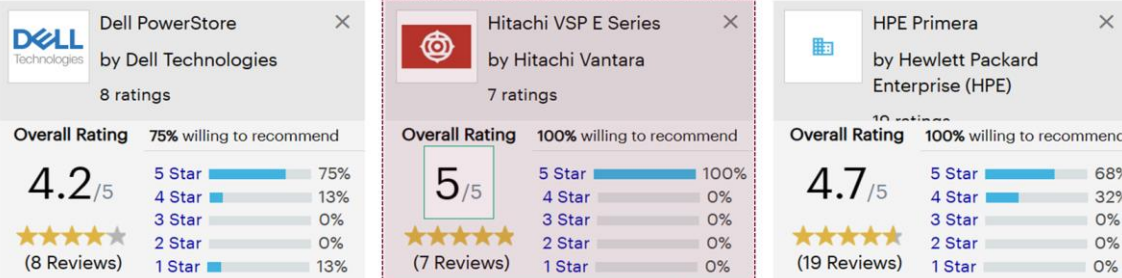 DELL
Technologies
Dell PowerStore
by Dell Technologies
8 ratings
Overall Rating
75% willing to recommend
4.2/5
(8 Reviews)
5 Star 75%
4 Star 13%
3 Star 0%
2 Star 0%
1 Star 13%
Hitachi VSP E Series
by Hitachi Vantara
7 ratings
Overall Rating
100% willing to recommend
5/5
(7 Reviews)
5 Star 100%
4 Star 0%
3 Star 0%
2 Star 0%
1 Star 0%
HPE Primera
by Hewlett Packard
Enterprise (HPE)
19 ratings
Overall Rating
100% willing to recommend
4.7/5
(19 Reviews)
5 Star 68%
4 Star 32%
3 Star 0%
2 Star 0%
1 Star 0%